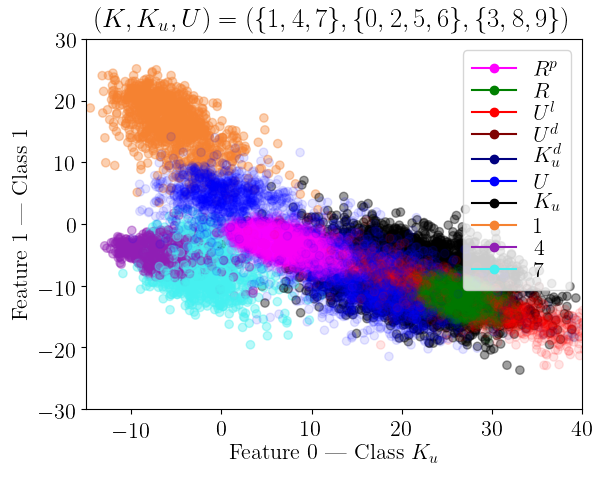 (K, K_u, U) = ({1, 4, 7}, {0, 2, 5, 6}, {3, 8, 9})
Feature 1 — Class 1
30
20
10
0
−10
−20
−30
R^p
R
U^l
U^d
K_u^d
U
K_u
1
4
7
−10
0
10
20
30
40
Feature 0 — Class K_u